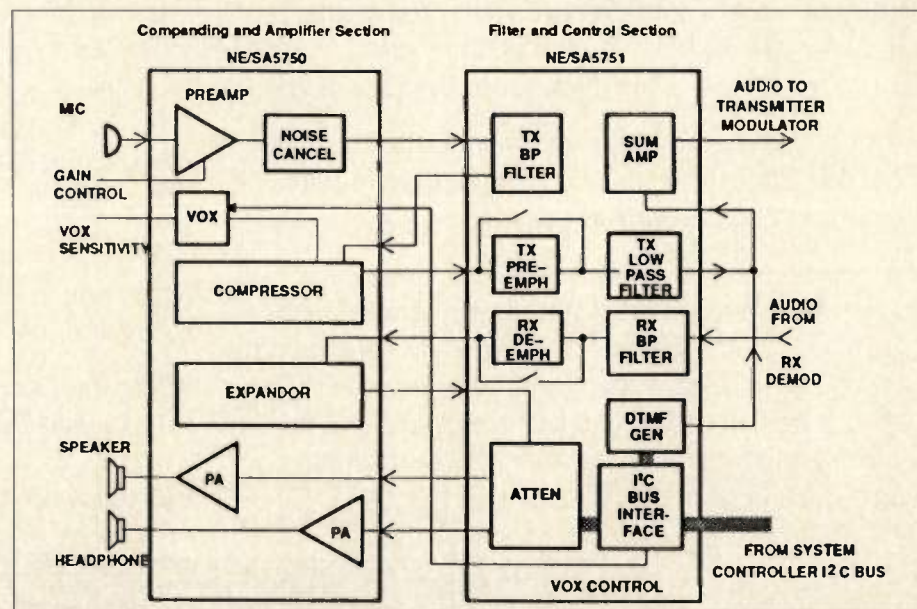 Companding and Amplifier Section
NE/SA5750
Filter and Control Section
NE/SA5751
MIC
PREAMP
NOISE
CANCEL
GAIN
CONTROL
VOX
VOX
SENSITIVITY
COMPRESSOR
EXPANDOR
SPEAKER
PA
PA
HEADPHONE
TX
BP
FILTER
SUM
AMP
AUDIO TO
TRANSMITTER
MODULATOR
TX
PRE-
EMPH
TX
LOW
PASS
FILTER
RX
DE-
EMPH
RX
BP
FILTER
AUDIO
FROM
RX
DEMOD
DTMF
GEN
ATTEN
I²C
BUS
INTER-
FACE
VOX CONTROL
FROM SYSTEM
CONTROLLER I² C BUS